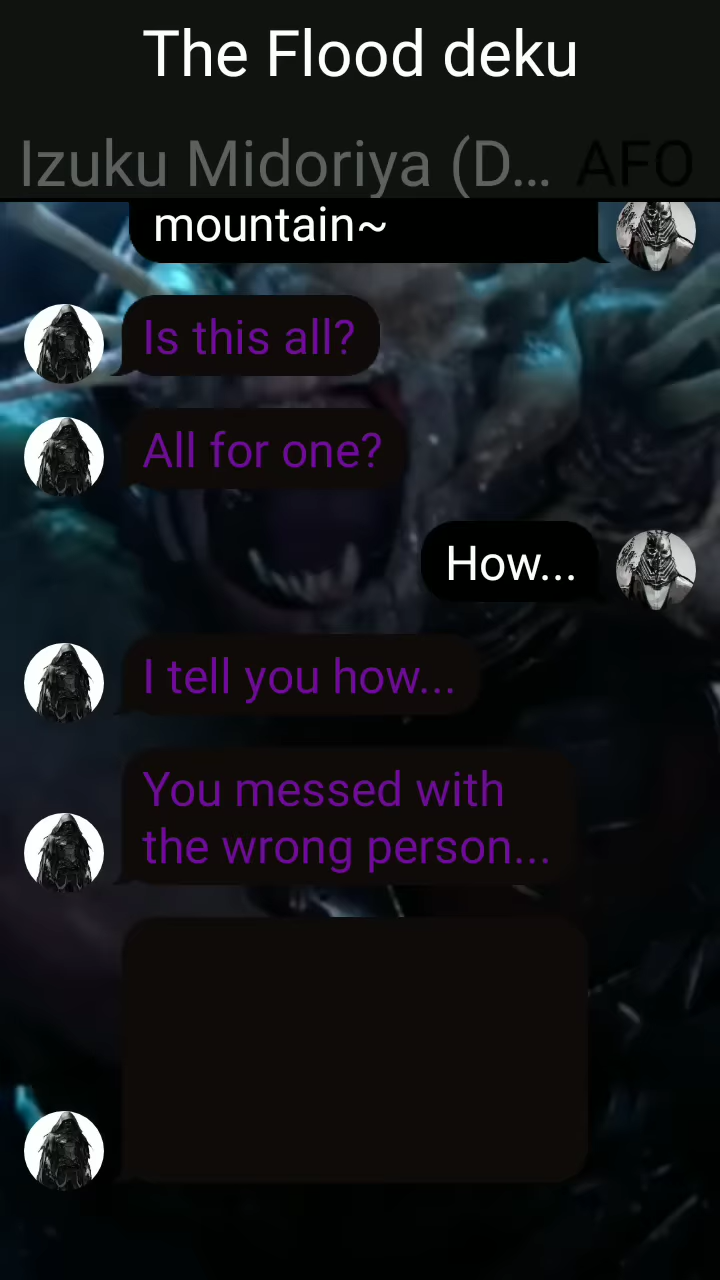 The Flood deku
Izuku Midoriya (D... AFO
mountain~
Is this all?
All for one?
How...
I tell you how...
You messed with
the wrong person...